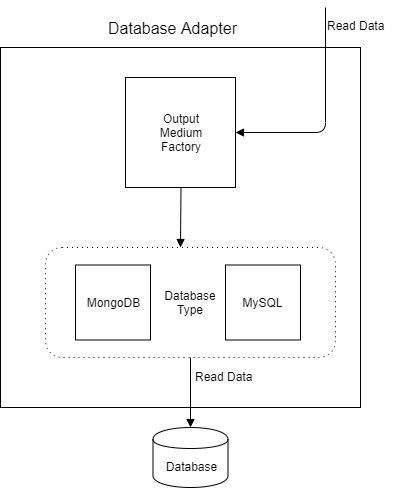 Database Adapter
Read Data
Output
Medium
Factory
MongoDB
Database
Type
MySQL
Read Data
Database